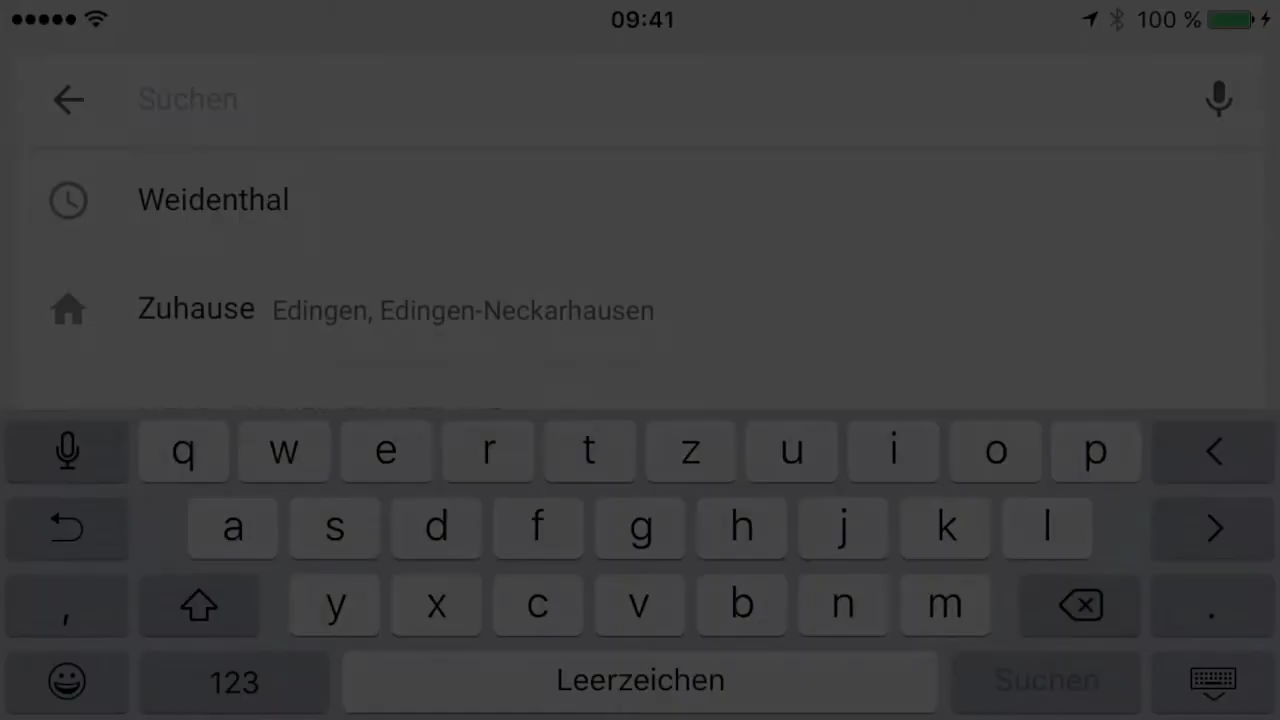 09:41
100 %
Suchen
Weidenthal
Zuhause Edingen, Edingen-Neckarhausen
q w e r t z u i o p
a s d f g h j k l
, y x c v b n m .
123 Leerzeichen Suchen